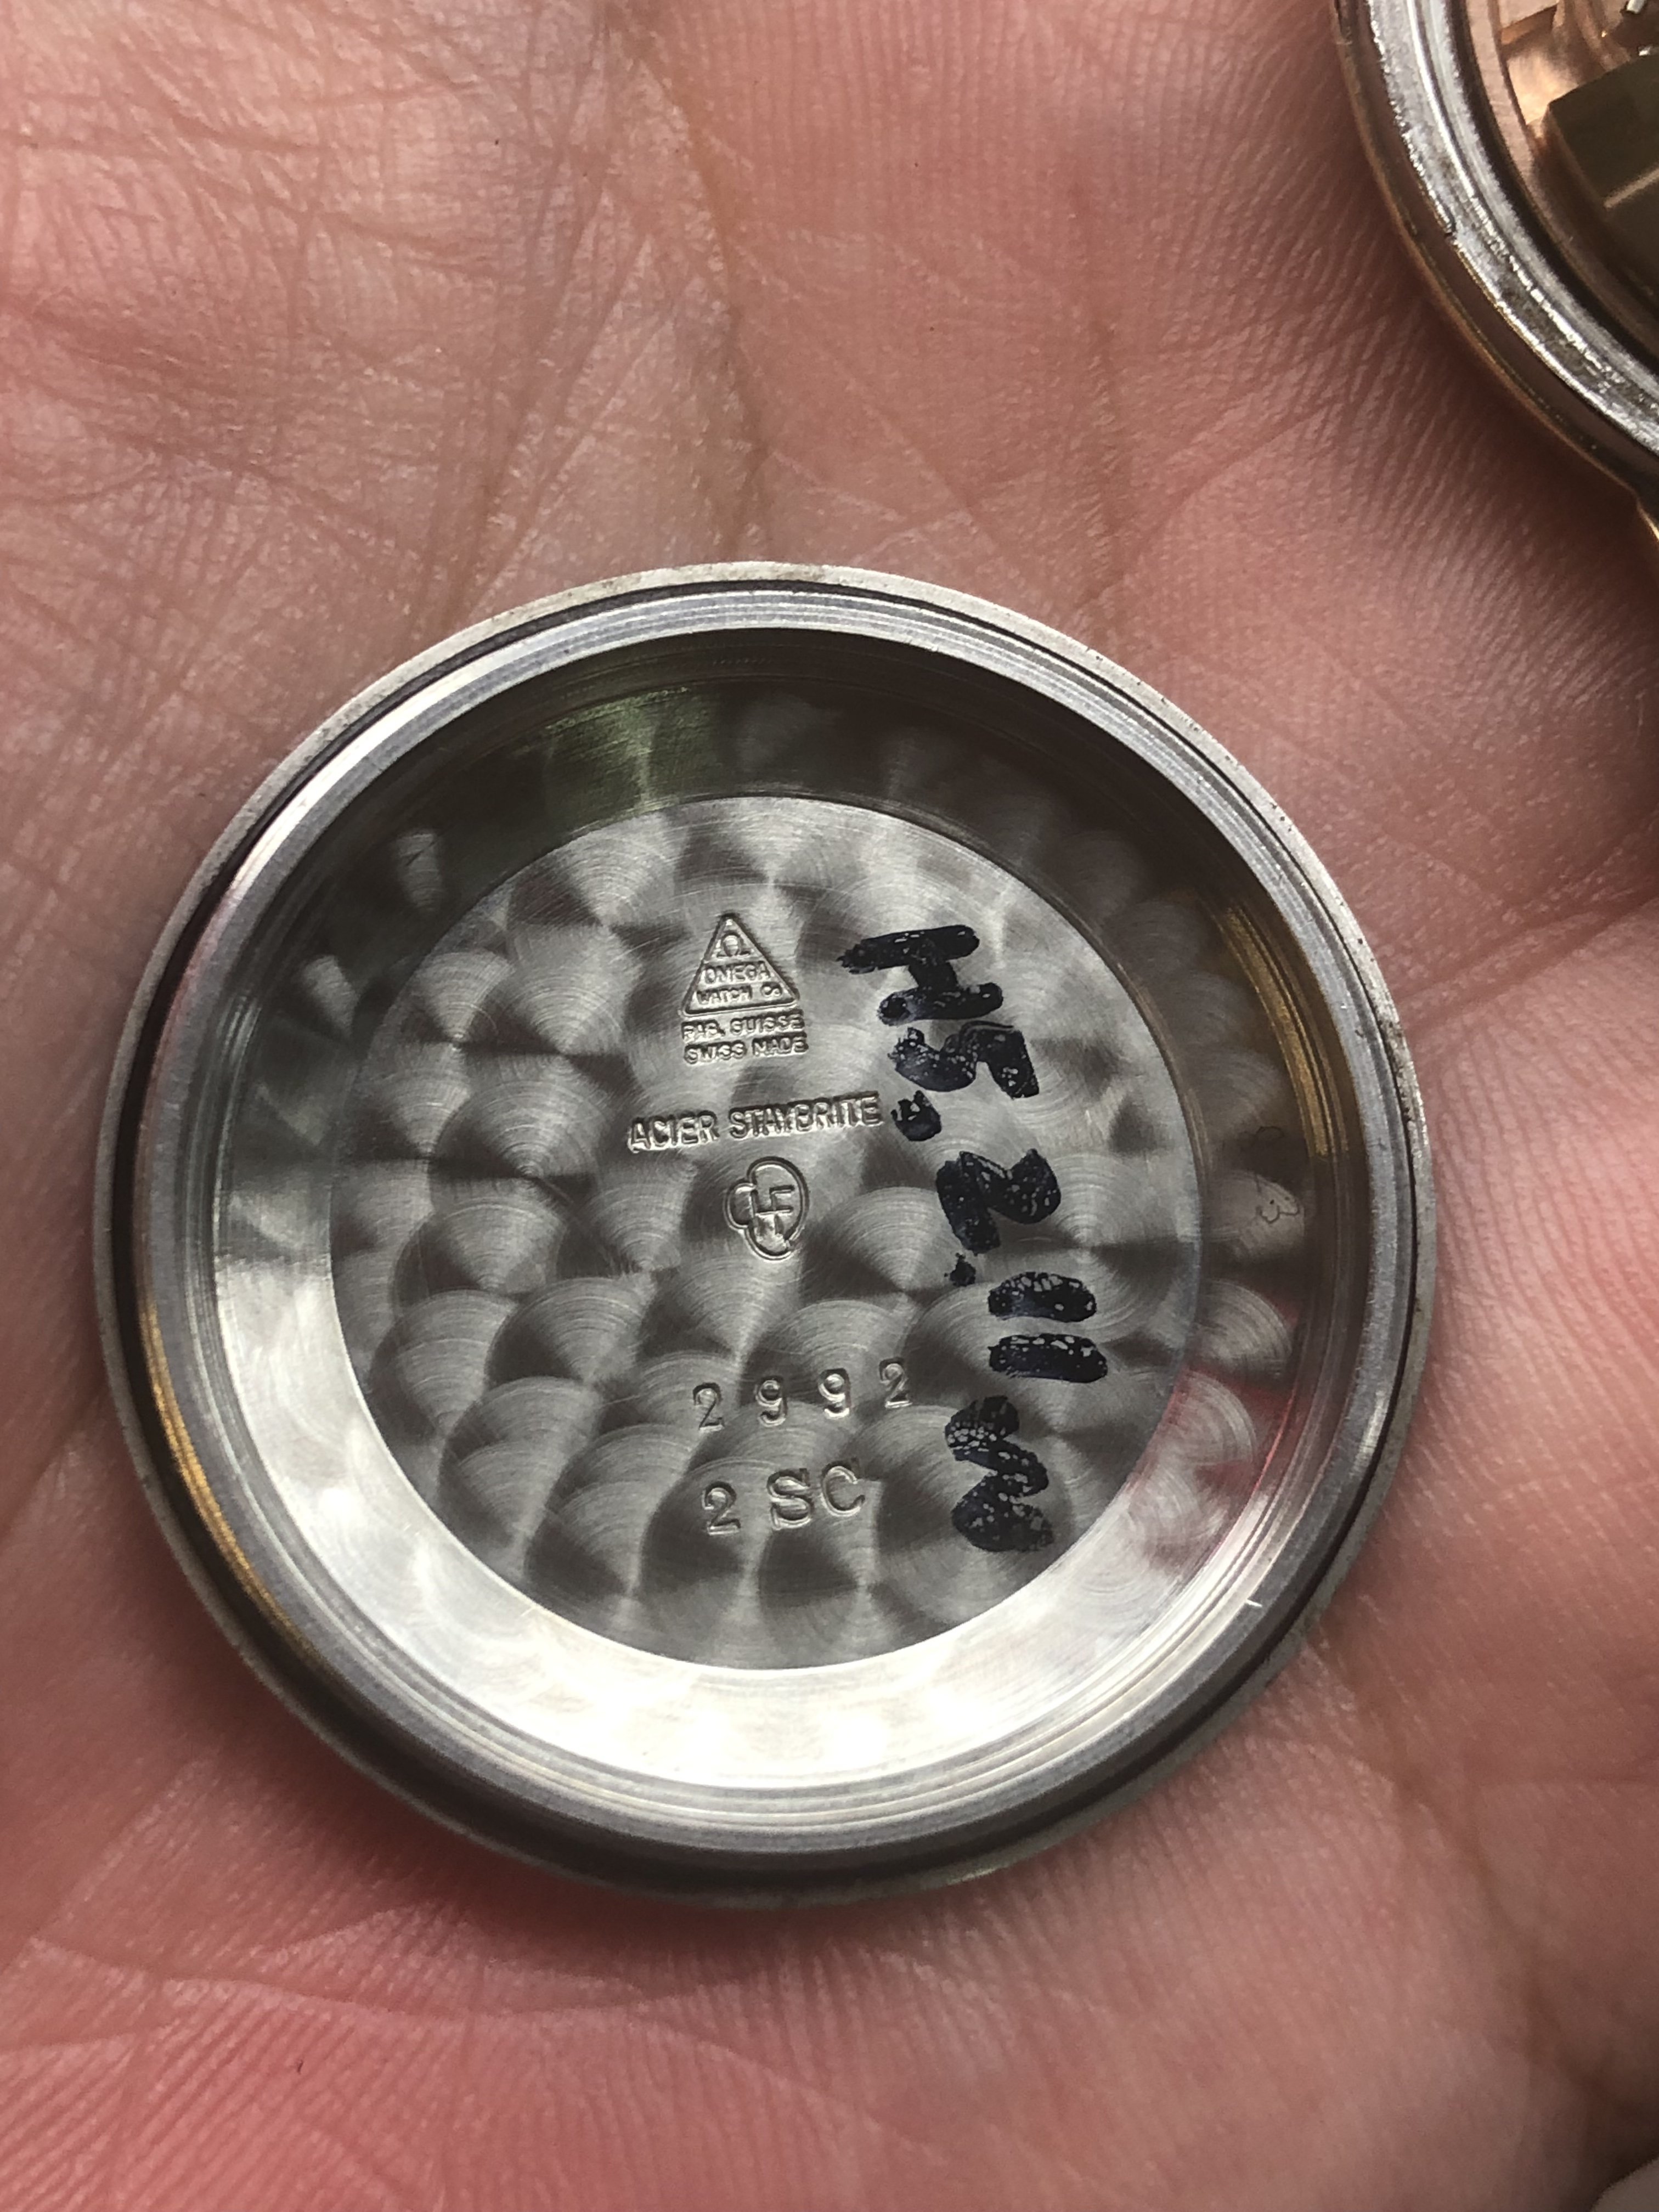 Ω
OMEGA
WATCH Co
FAB. SUISSE
SWISS MADE
ACIER STAYBRITE
2992
2 SC